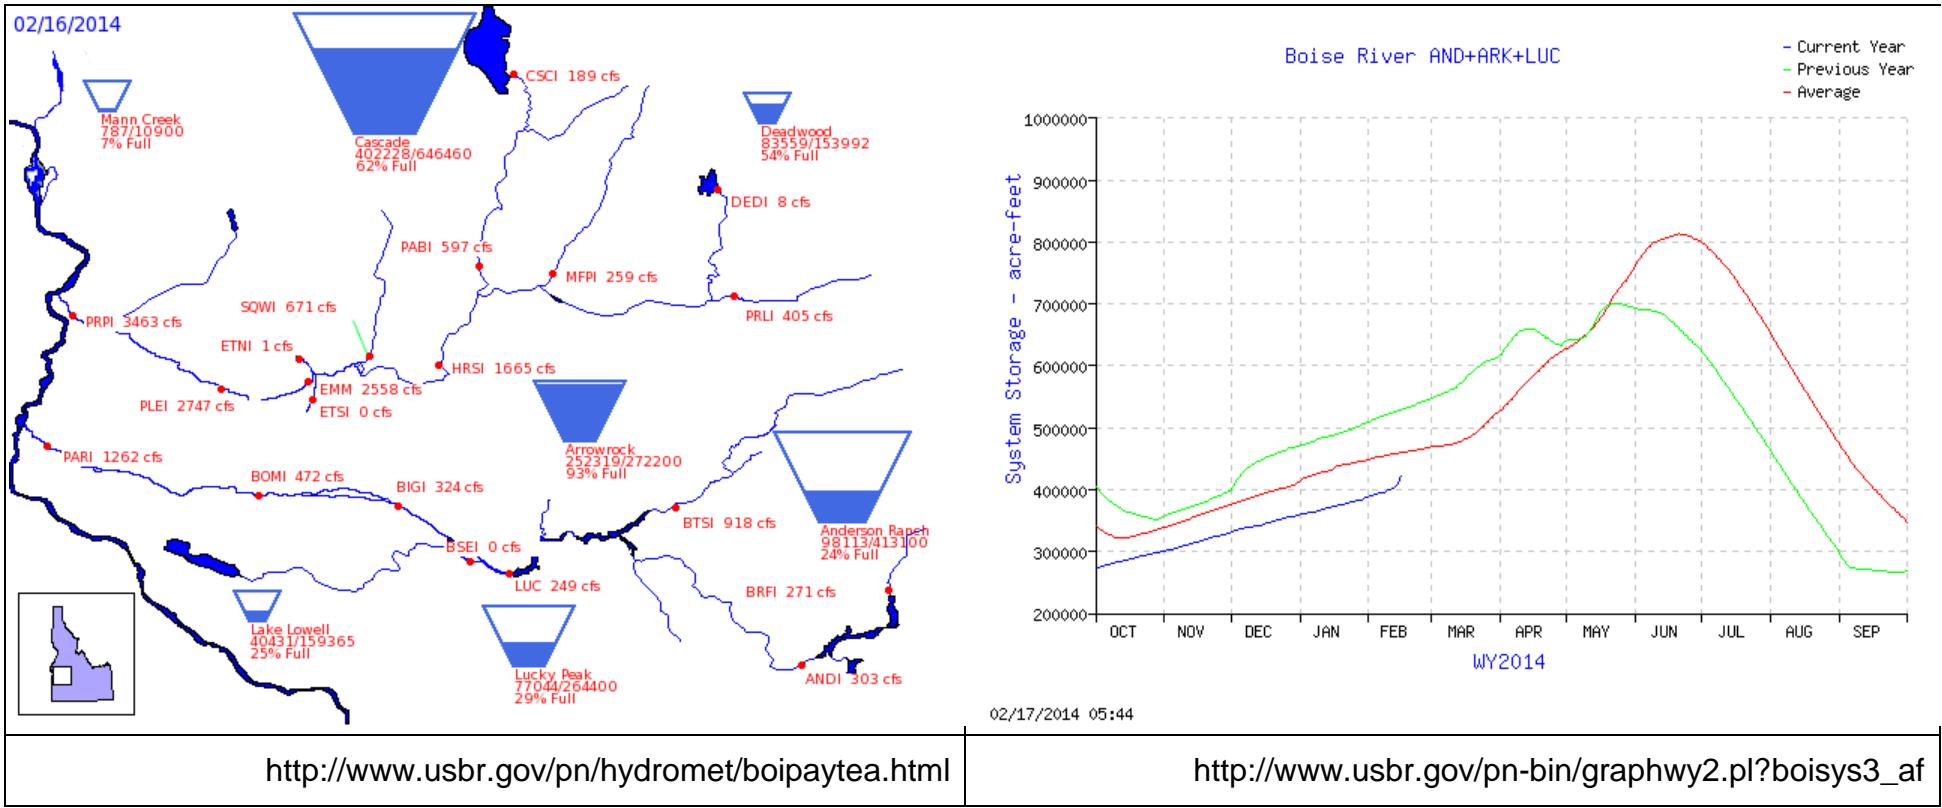 02/16/2014
Mann Creek
787/10900
7% Full
Cascade
402228/646460
62% Full
CSCI 189 cfs
Deadwood
83559/153992
54% Full
DEDI 8 cfs
PABI 597 cfs
MFPI 259 cfs
SQWI 671 cfs
PRPI 3463 cfs
PRLI 405 cfs
ETNI 1 cfs
HRSI 1665 cfs
EMM 2558 cfs
PLEI 2747 cfs
ETSI 0 cfs
Arrowrock
252319/272200
93% Full
PARI 1262 cfs
BOMI 472 cfs
BIGI 324 cfs
BTSI 918 cfs
Anderson Ranch
98113/413100
24% Full
BSEI 0 cfs
LUC 249 cfs
BRFI 271 cfs
Lake Lowell
40431/159365
25% Full
Lucky Peak
77044/264400
29% Full
ANDI 303 cfs
Boise River AND+ARK+LUC
Current Year
Previous Year
Average
System Storage - acre-feet
1000000
900000
800000
700000
600000
500000
400000
300000
200000
OCT NOV DEC JAN FEB MAR APR MAY JUN JUL AUG SEP
WY2014
02/17/2014 05:44
http://www.usbr.gov/pn/hydromet/boipaytea.html
http://www.usbr.gov/pn-bin/graphwy2.pl?boisys3_af